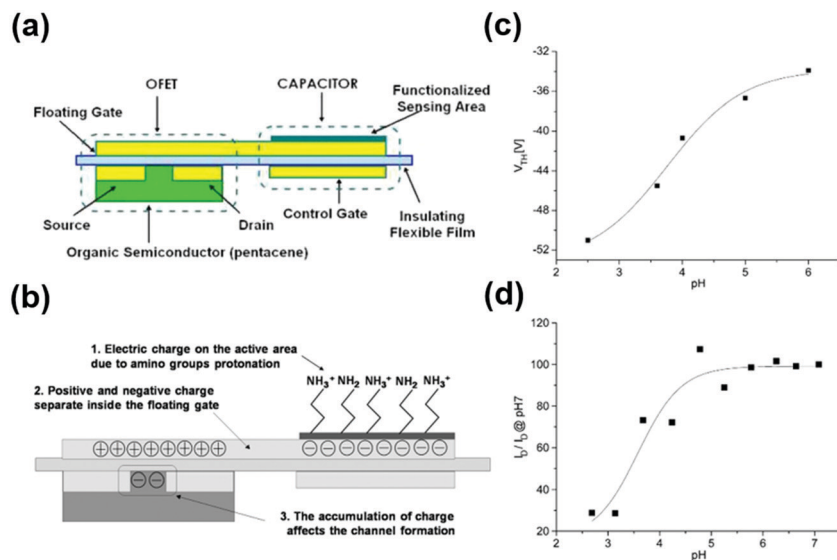 (a)
OFET
CAPACITOR
Functionalized
Sensing Area
Floating Gate
Source
Drain
Control Gate
Insulating
Flexible Film
Organic Semiconductor (pentacene)
(b)
1. Electric charge on the active area
due to amino groups protonation
NH3+ NH2 NH3+ NH2 NH3+
2. Positive and negative charge
separate inside the floating gate
+ + + + + + + +
− − − − − − − −
− −
3. The accumulation of charge
affects the channel formation
(c)
-32
-36
-40
-44
-48
-52
VTH [V]
2 3 4 5 6
pH
(d)
120
100
80
60
40
20
ID / ID @ pH7
2 3 4 5 6 7
pH